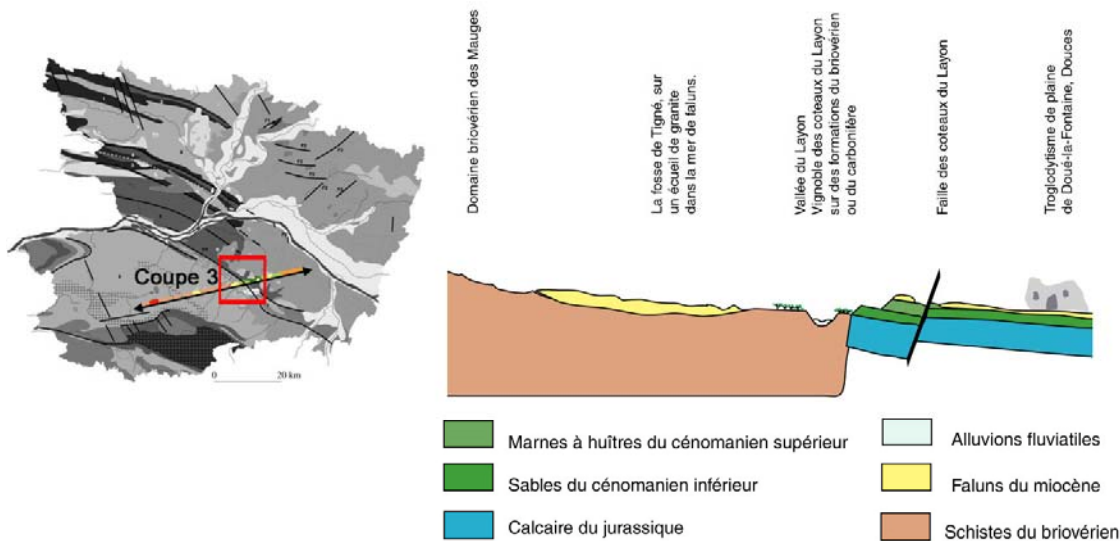 Coupe 3
0 20 km
Domaine briovérien des Mauges
La fosse de Tigné, sur
un écueil de granite
dans la mer de faluns.
Vallée du Layon
Vignoble des coteaux du Layon
sur des formations du briovérien
ou du carbonifère
Faille des coteaux du Layon
Troglodytisme de plaine
de Doué-la-Fontaine, Douces
Marnes à huîtres du cénomanien supérieur
Sables du cénomanien inférieur
Calcaire du jurassique
Alluvions fluviatiles
Faluns du miocène
Schistes du briovérien